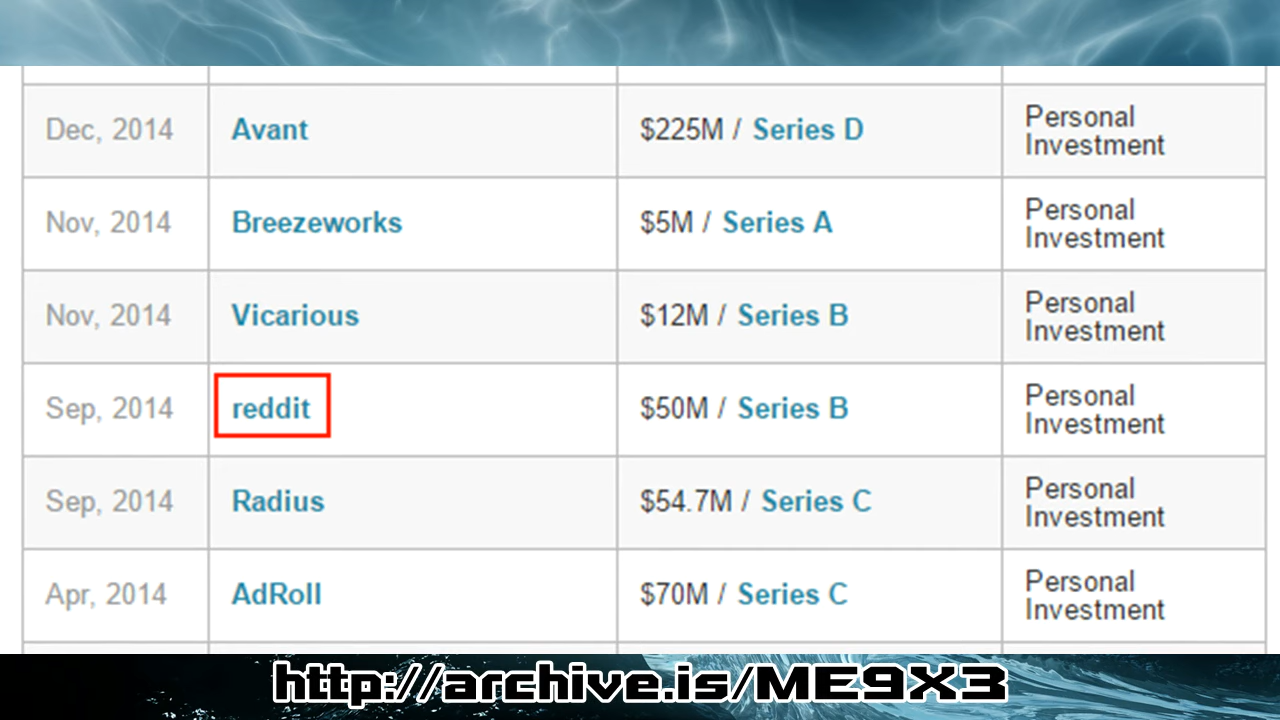 Dec, 2014 Avant $225M / Series D Personal Investment
Nov, 2014 Breezeworks $5M / Series A Personal Investment
Nov, 2014 Vicarious $12M / Series B Personal Investment
Sep, 2014 reddit $50M / Series B Personal Investment
Sep, 2014 Radius $54.7M / Series C Personal Investment
Apr, 2014 AdRoll $70M / Series C Personal Investment
http://archive.is/ME9X3